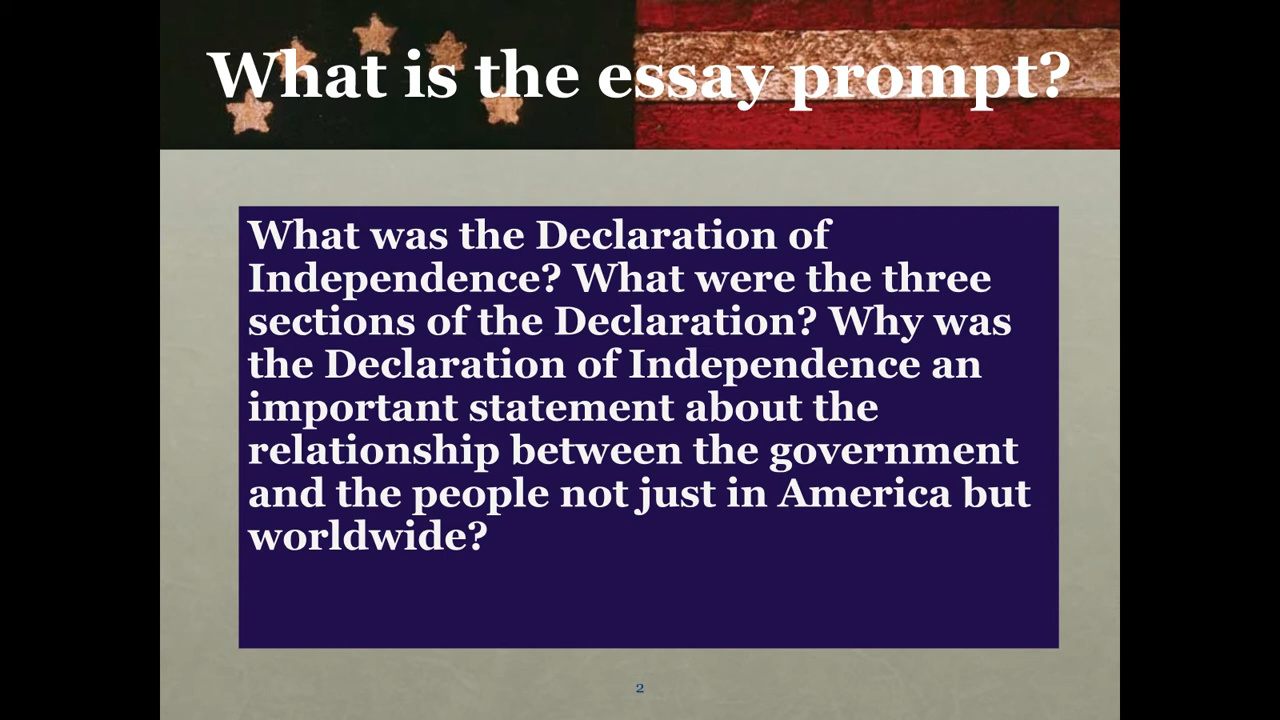 What is the essay prompt?
What was the Declaration of
Independence? What were the three
sections of the Declaration? Why was
the Declaration of Independence an
important statement about the
relationship between the government
and the people not just in America but
worldwide?
2